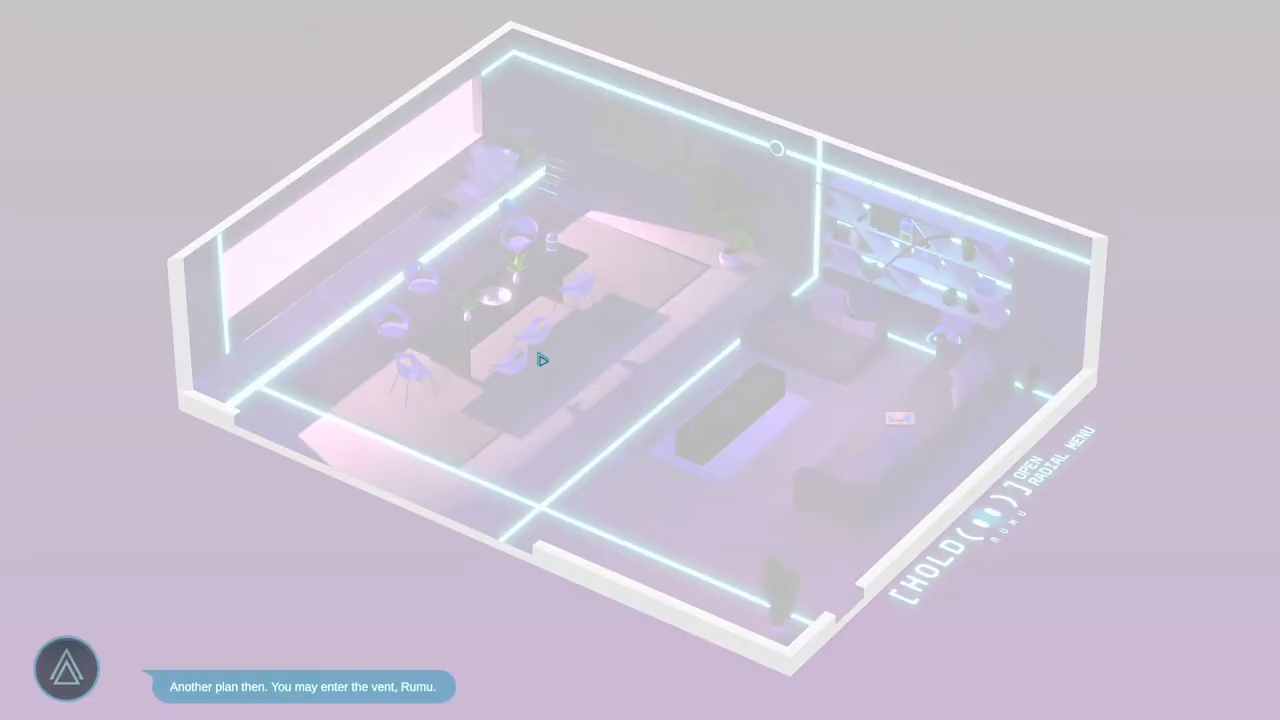 OPEN
RADIAL MENU
[HOLD( )]
RUMU
Another plan then. You may enter the vent, Rumu.